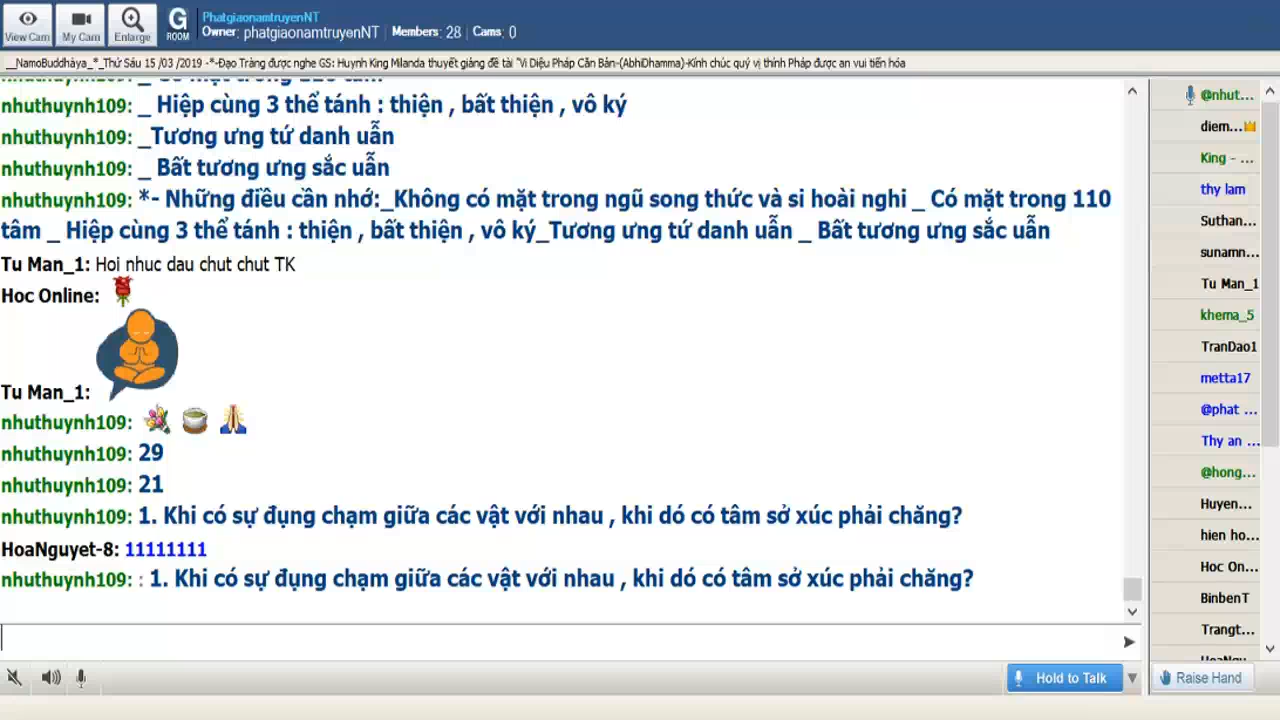 View Cam
My Cam
Enlarge
G
ROOM
PhatgiaonamtruyenNT
Owner: phatgiaonamtruyenNT Members: 28 Cams: 0
__NamoBuddhàya_*_Thứ Sáu 15 /03 /2019 -*-Đạo Tràng được nghe GS: Huynh King Milanda thuyết giảng đề tài "Vi Diệu Pháp Căn Bản-(AbhiDhamma)-Kính chúc quý vị thính Pháp được an vui tiến hóa
nhuthuynh109: _ Hiệp cùng 3 thể tánh : thiện , bất thiện , vô ký
nhuthuynh109: _Tương ưng tứ danh uẫn
nhuthuynh109: _ Bất tương ưng sắc uẫn
nhuthuynh109: *- Những điều cần nhớ:_Không có mặt trong ngũ song thức và si hoài nghi _ Có mặt trong 110
tâm _ Hiệp cùng 3 thể tánh : thiện , bất thiện , vô ký_Tương ưng tứ danh uẫn _ Bất tương ưng sắc uẫn
Tu Man_1: Hoi nhuc dau chut chut TK
Hoc Online:
Tu Man_1:
nhuthuynh109:
nhuthuynh109: 29
nhuthuynh109: 21
nhuthuynh109: 1. Khi có sự đụng chạm giữa các vật với nhau , khi dó có tâm sở xúc phải chăng?
HoaNguyet-8: 11111111
nhuthuynh109: : 1. Khi có sự đụng chạm giữa các vật với nhau , khi dó có tâm sở xúc phải chăng?
@nhut...
diem...
King - ...
thy lam
Suthan...
sunamn...
Tu Man_1
khema_5
TranDao1
metta17
@phat ...
Thy an ...
@hong...
Huyen...
hien ho...
Hoc On...
BinbenT
Trangt...
Hold to Talk
Raise Hand